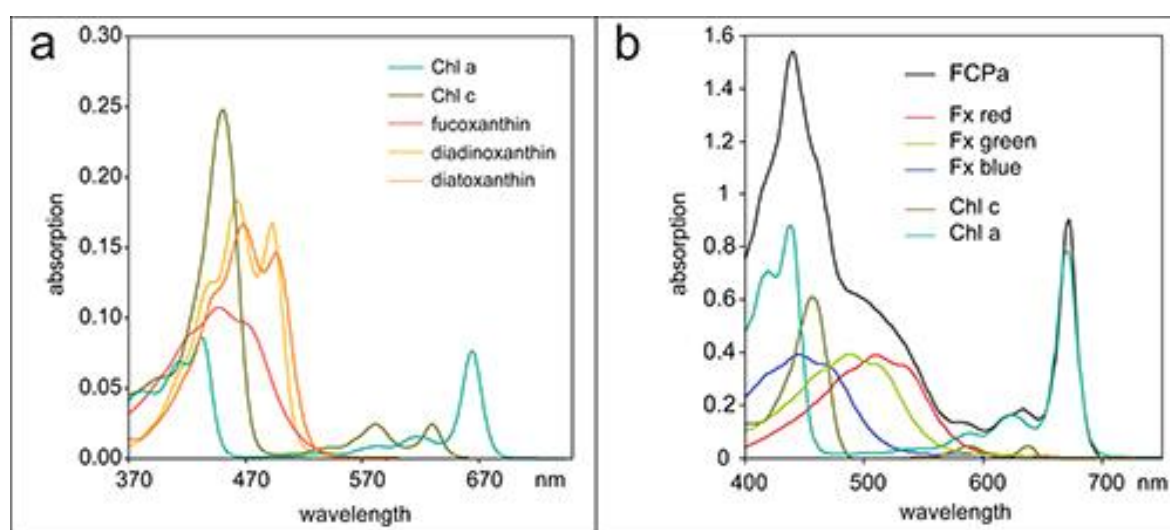 a
0.30
0.25
0.20
0.15
0.10
0.05
0.00
absorption
370
470
570
670
nm
wavelength
Chl a
Chl c
fucoxanthin
diadinoxanthin
diatoxanthin
b
1.6
1.4
1.2
1
0.8
0.6
0.4
0.2
0
absorption
400
500
600
700
nm
wavelength
FCPa
Fx red
Fx green
Fx blue
Chl c
Chl a